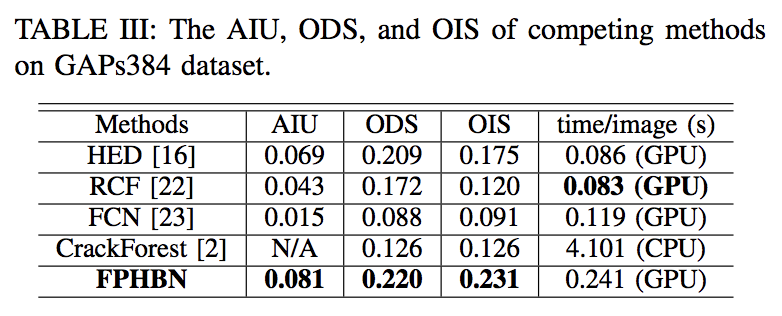 TABLE III: The AIU, ODS, and OIS of competing methods
on GAPs384 dataset.
Methods AIU ODS OIS time/image (s)
HED [16] 0.069 0.209 0.175 0.086 (GPU)
RCF [22] 0.043 0.172 0.120 0.083 (GPU)
FCN [23] 0.015 0.088 0.091 0.119 (GPU)
CrackForest [2] N/A 0.126 0.126 4.101 (CPU)
FPHBN 0.081 0.220 0.231 0.241 (GPU)